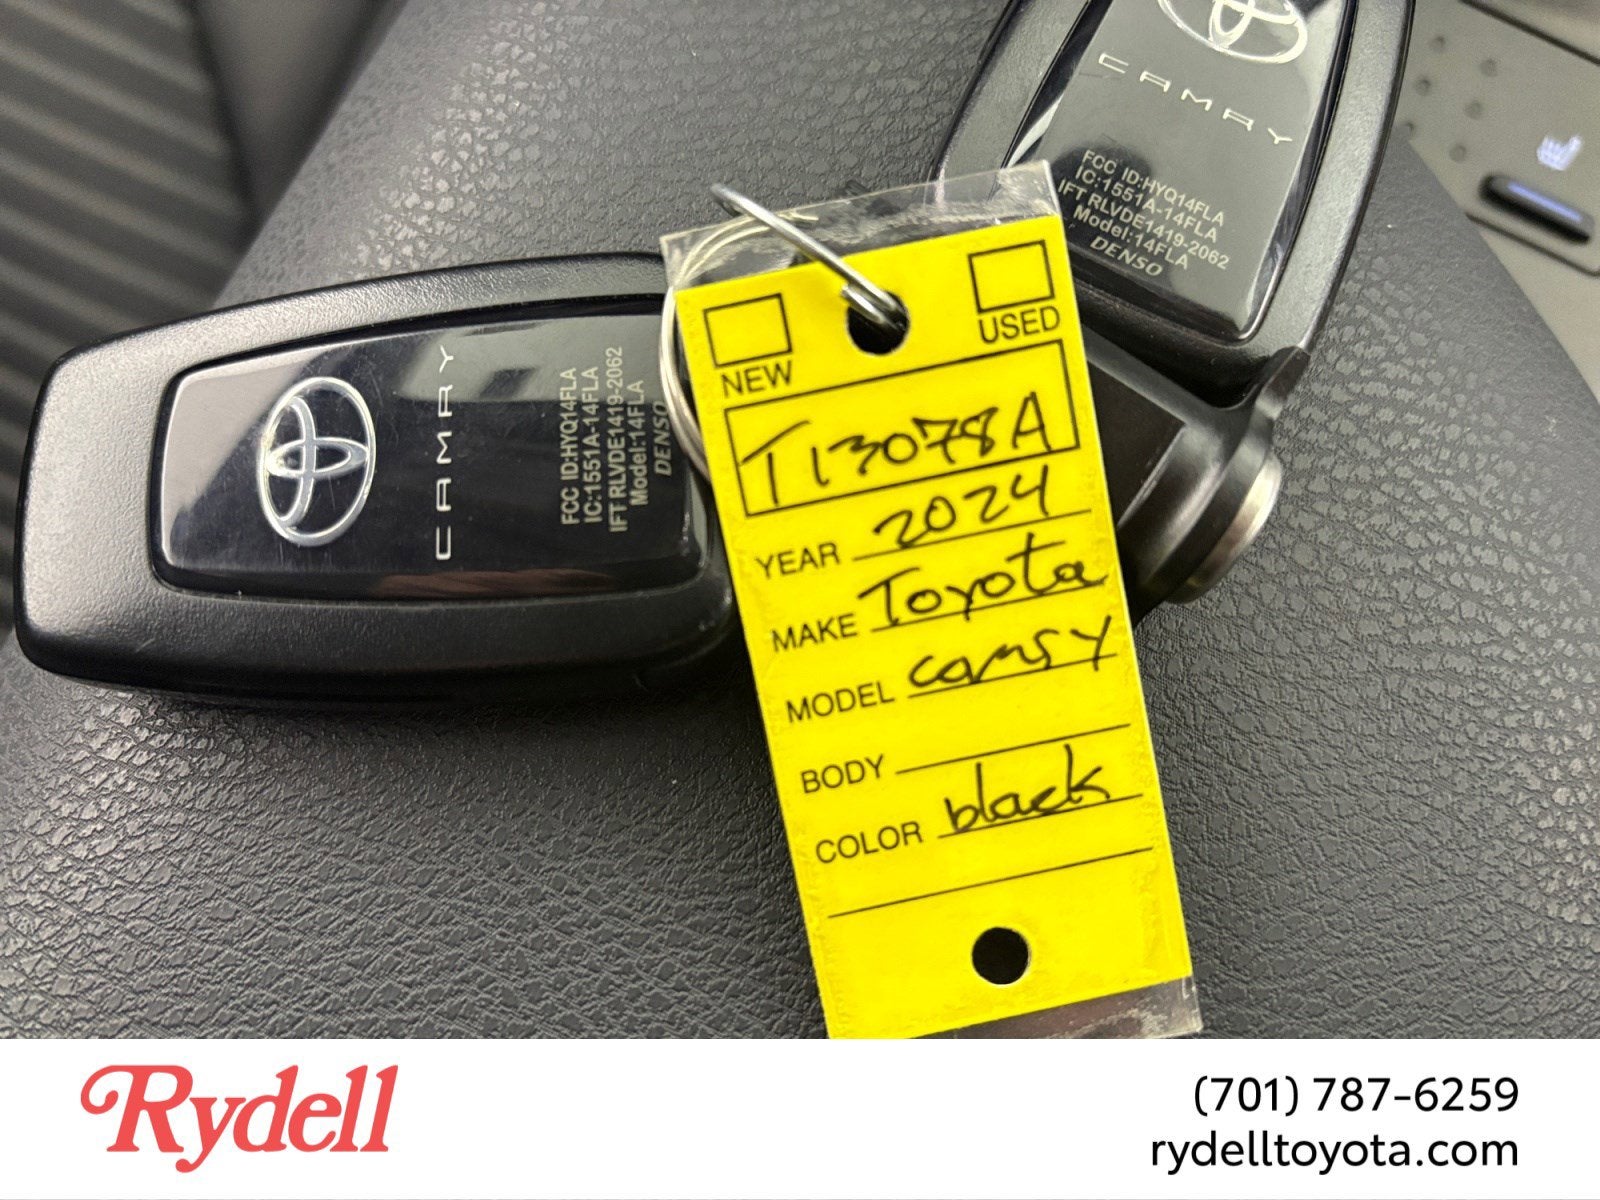 CAMRY
FCC ID:HYQ14FLA
IC:1551A-14FLA
IFT RLVDE1419-2062
Model:14FLA
DENSO
CAMRY
FCC ID:HYQ14FLA
IC:1551A-14FLA
IFT RLVDE1419-2062
Model:14FLA
DENSO
NEW USED
T13078A
YEAR 2024
MAKE Toyota
MODEL camry
BODY
COLOR black
Rydell
(701) 787-6259
rydelltoyota.com